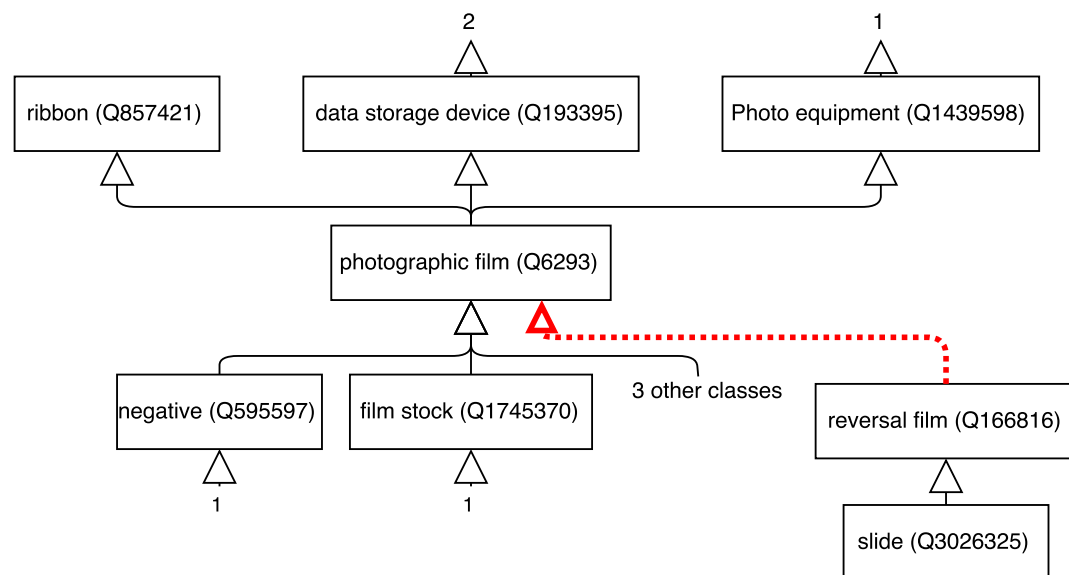 2
1
ribbon (Q857421)
data storage device (Q193395)
Photo equipment (Q1439598)
photographic film (Q6293)
3 other classes
negative (Q595597)
film stock (Q1745370)
reversal film (Q166816)
1
1
slide (Q3026325)